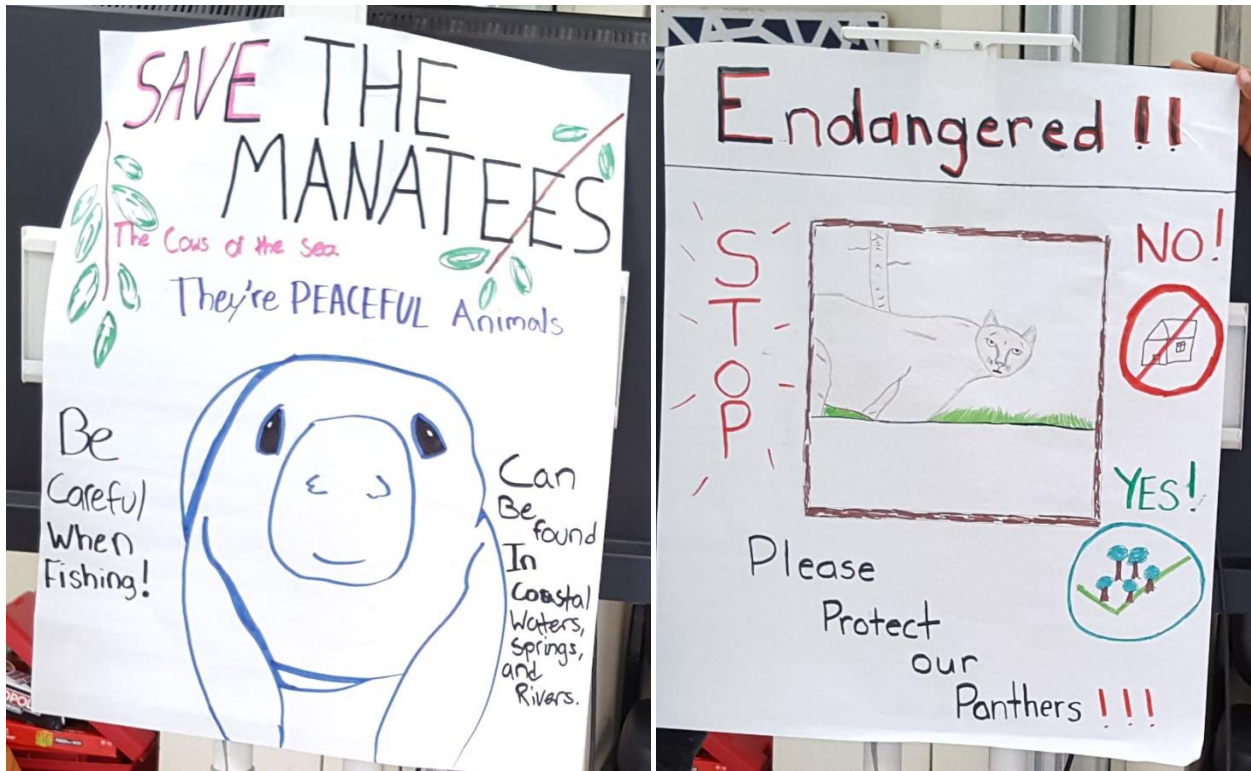 SAVE THE
MANATEES
The Cows of the Sea
They're PEACEFUL Animals
Be
Careful
When
Fishing!
Can
Be
found
In
Coastal
Waters,
Springs,
and
Rivers.
Endangered !!
STOP
NO!
YES!
Please
Protect
our
Panthers !!!